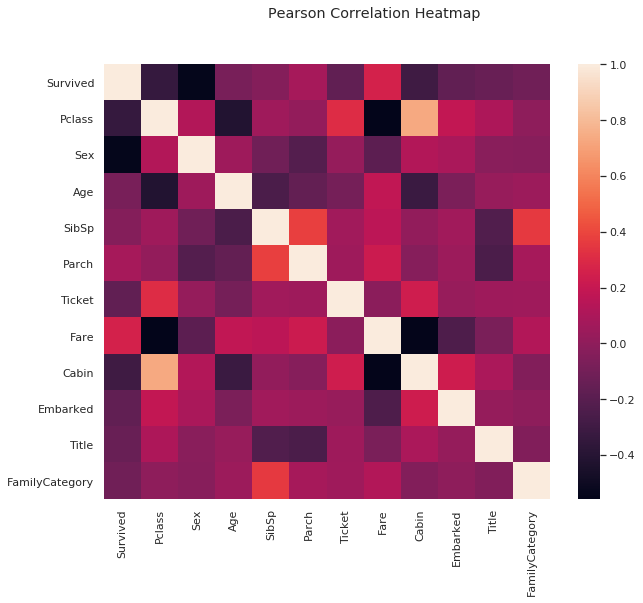 Pearson Correlation Heatmap
Survived
Pclass
Sex
Age
SibSp
Parch
Ticket
Fare
Cabin
Embarked
Title
FamilyCategory
Survived
Pclass
Sex
Age
SibSp
Parch
Ticket
Fare
Cabin
Embarked
Title
FamilyCategory
1.0
0.8
0.6
0.4
0.2
0.0
−0.2
−0.4